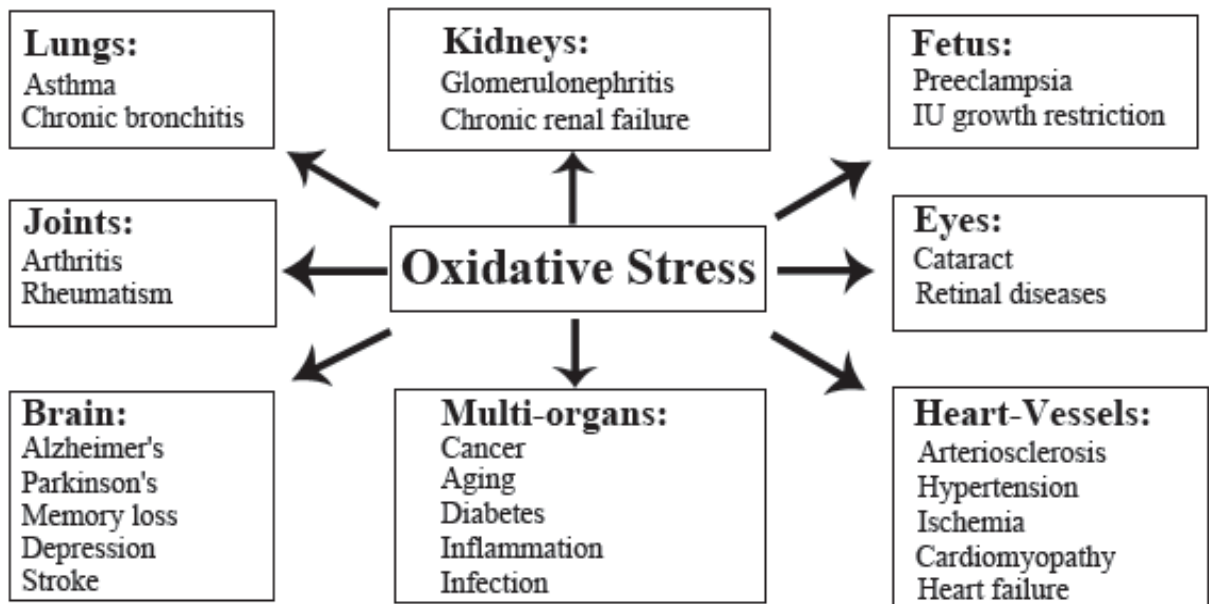 Lungs:
Asthma
Chronic bronchitis
Kidneys:
Glomerulonephritis
Chronic renal failure
Fetus:
Preeclampsia
IU growth restriction
Joints:
Arthritis
Rheumatism
Oxidative Stress
Eyes:
Cataract
Retinal diseases
Brain:
Alzheimer's
Parkinson's
Memory loss
Depression
Stroke
Multi-organs:
Cancer
Aging
Diabetes
Inflammation
Infection
Heart-Vessels:
Arteriosclerosis
Hypertension
Ischemia
Cardiomyopathy
Heart failure